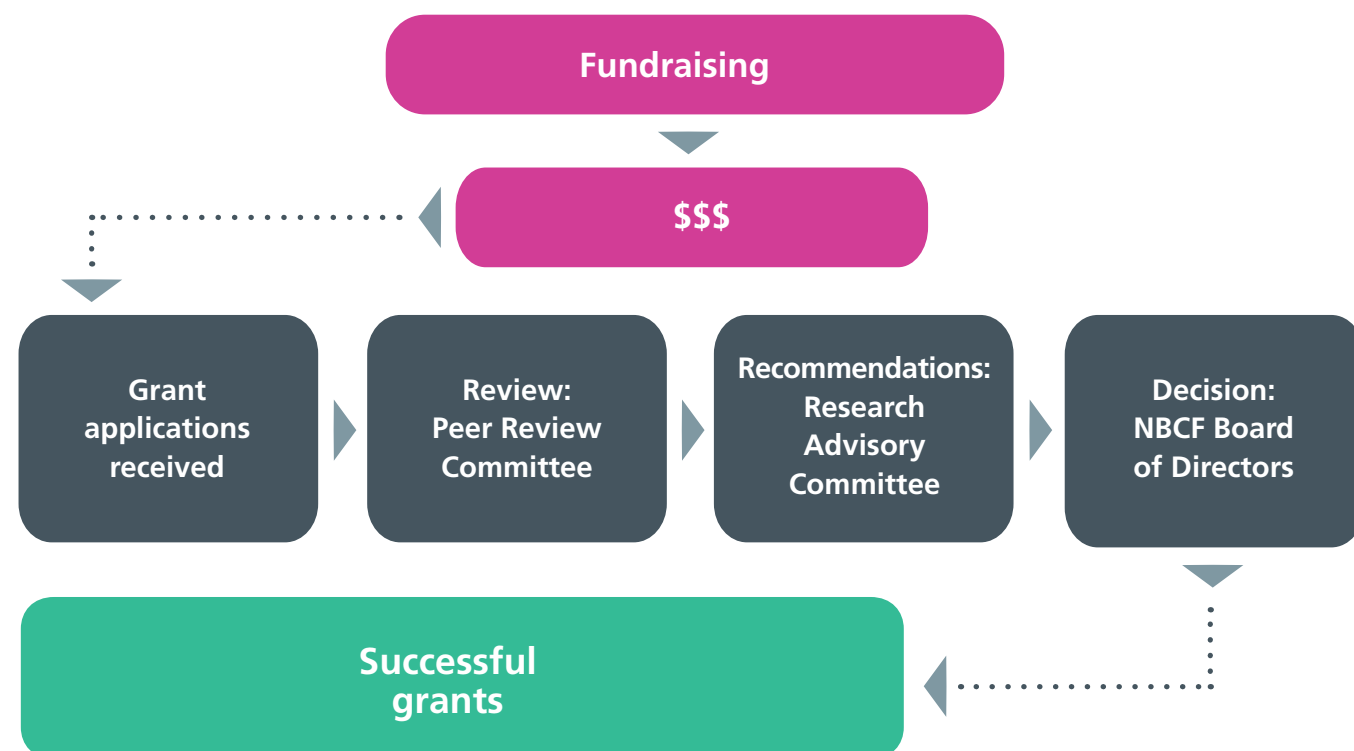 Fundraising
$$$
Grant
applications
received
Review:
Peer Review
Committee
Recommendations:
Research
Advisory
Committee
Decision:
NBCF Board
of Directors
Successful
grants